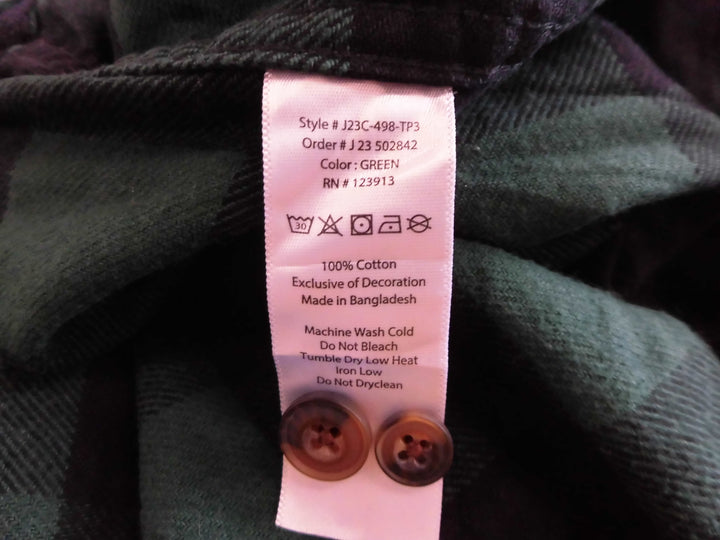 Style # J23C-498-TP3
Order # J 23 502842
Color : GREEN
RN # 123913
30
100% Cotton
Exclusive of Decoration
Made in Bangladesh
Machine Wash Cold
Do Not Bleach
Tumble Dry Low Heat
Iron Low
Do Not Dryclean